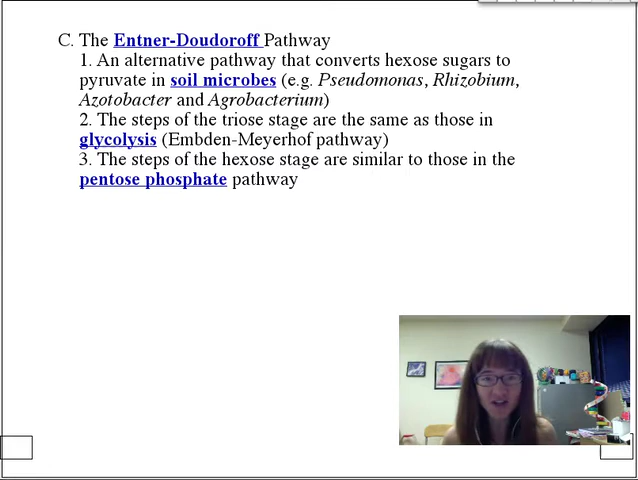 C. The Entner-Doudoroff Pathway
1. An alternative pathway that converts hexose sugars to
pyruvate in soil microbes (e.g. Pseudomonas, Rhizobium,
Azotobacter and Agrobacterium)
2. The steps of the triose stage are the same as those in
glycolysis (Embden-Meyerhof pathway)
3. The steps of the hexose stage are similar to those in the
pentose phosphate pathway